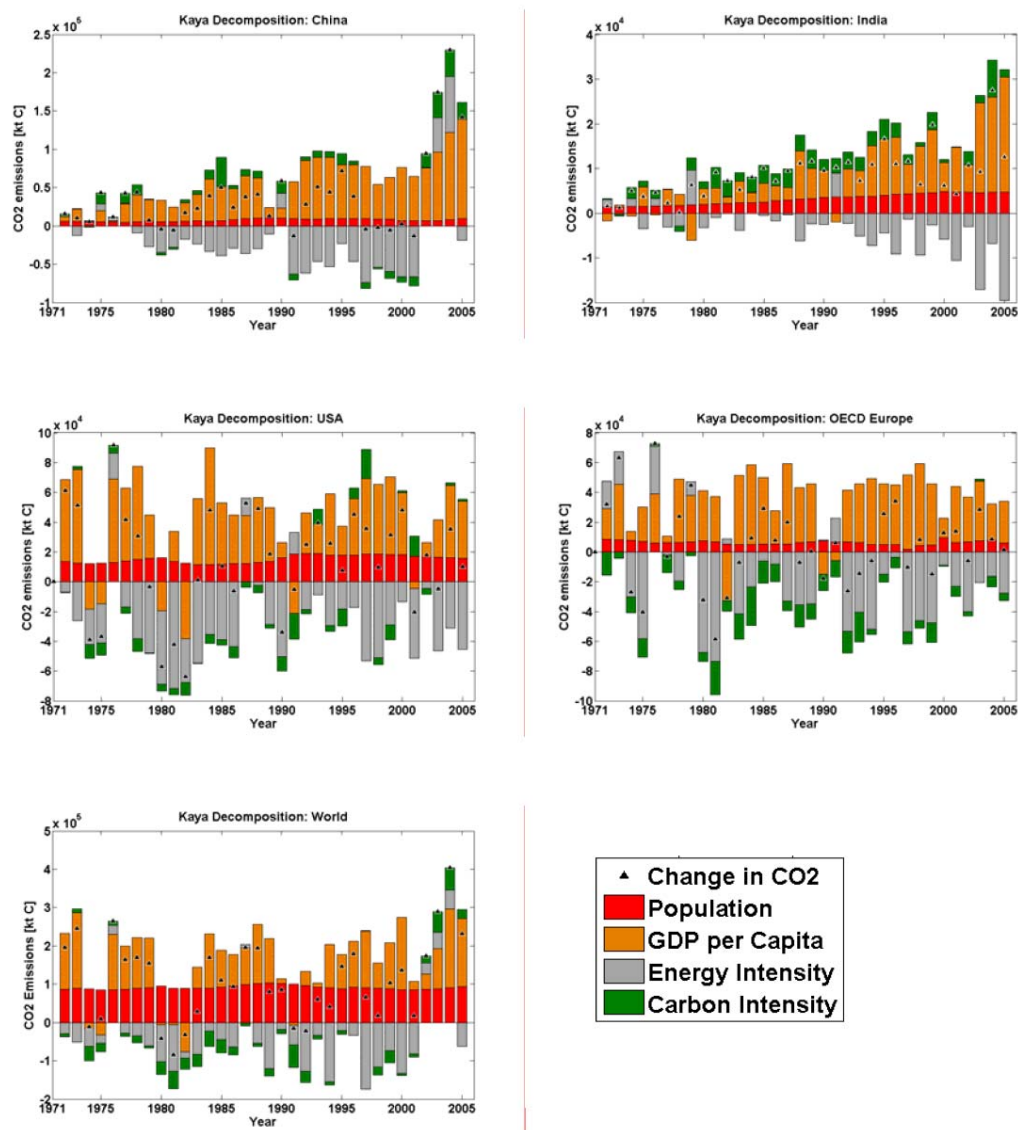 Kaya Decomposition: China
x 10^5
2.5
2
1.5
1
0.5
0
-0.5
-1
CO2 emissions [kt C]
1971 1975 1980 1985 1990 1995 2000 2005
Year
Kaya Decomposition: India
x 10^4
4
3
2
1
0
-1
-2
CO2 emissions [kt C]
1971 1975 1980 1985 1990 1995 2000 2005
Year
Kaya Decomposition: USA
x 10^4
10
8
6
4
2
0
-2
-4
-6
-8
CO2 emissions [kt C]
1971 1975 1980 1985 1990 1995 2000 2005
Year
Kaya Decomposition: OECD Europe
x 10^4
8
6
4
2
0
-2
-4
-6
-8
-10
CO2 emissions [kt C]
1971 1975 1980 1985 1990 1995 2000 2005
Year
Kaya Decomposition: World
x 10^5
5
4
3
2
1
0
-1
-2
CO2 Emissions [kt C]
1971 1975 1980 1985 1990 1995 2000 2005
Year
Change in CO2
Population
GDP per Capita
Energy Intensity
Carbon Intensity